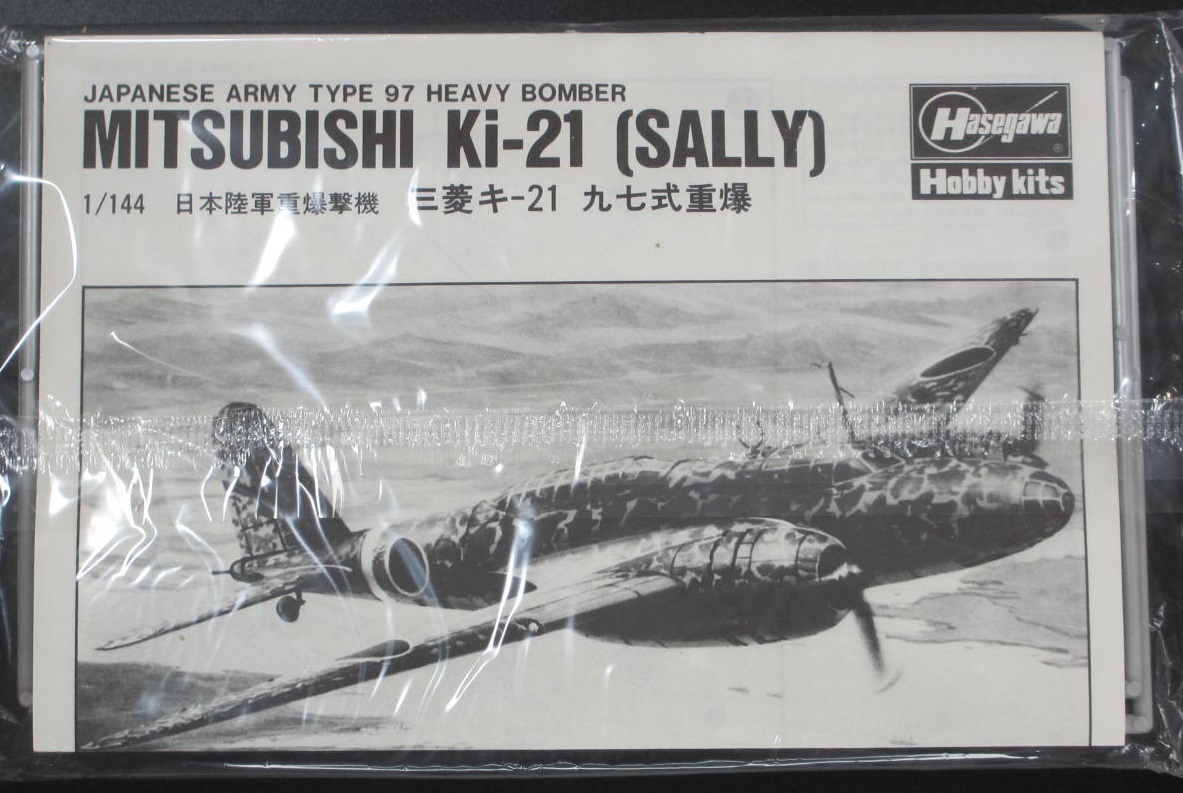 JAPANESE ARMY TYPE 97 HEAVY BOMBER
MITSUBISHI Ki-21 (SALLY)
1/144 日本陸軍重爆撃機 三菱キ-21 九七式重爆
Hasegawa®
Hobby kits